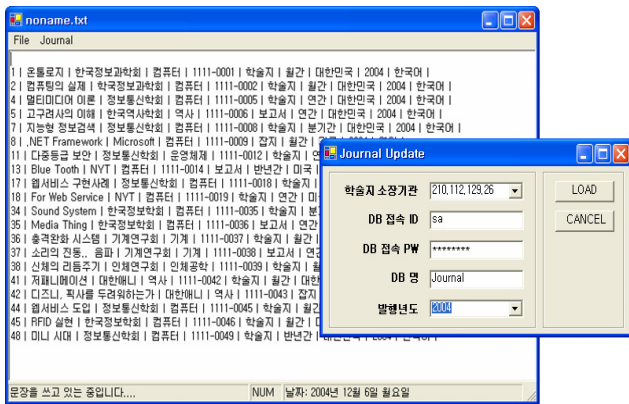 noname.txt
File Journal
1 | 온톨로지 | 한국정보과학회 | 컴퓨터 | 1111-0001 | 학술지 | 월간 | 대한민국 | 2004 | 한국어 |
2 | 컴퓨팅의 실제 | 한국정보과학회 | 컴퓨터 | 1111-0002 | 학술지 | 월간 | 대한민국 | 2004 | 한국어 |
4 | 멀티미디어 이론 | 정보통신학회 | 컴퓨터 | 1111-0005 | 학술지 | 연간 | 대한민국 | 2004 | 한국어 |
5 | 고구려사의 이해 | 한국역사학회 | 역사 | 1111-0006 | 보고서 | 연간 | 대한민국 | 2004 | 한국어 |
7 | 지능형 정보검색 | 정보통신학회 | 컴퓨터 | 1111-0008 | 학술지 | 분기간 | 대한민국 | 2004 | 한국어 |
8 | .NET Framework | Microsoft | 컴퓨터 | 1111-0009 | 잡지 | 월간 |
11 | 다중등급 보안 | 정보통신학회 | 운영체제 | 1111-0012 | 학술지 |
13 | Blue Tooth | NYT | 컴퓨터 | 1111-0014 | 보고서 | 반년간 | 미국 |
17 | 웹서비스 구현사례 | 정보통신학회 | 컴퓨터 | 1111-0018 | 학술지 |
18 | For Web Service | NYT | 컴퓨터 | 1111-0019 | 학술지 | 연간 |
34 | Sound System | 한국정보학회 | 컴퓨터 | 1111-0035 | 학술지 |
35 | Media Thing | 한국정보학회 | 컴퓨터 | 1111-0036 | 보고서 | 연간
36 | 충격완화 시스템 | 기계연구회 | 기계 | 1111-0037 | 학술지 | 월간 |
37 | 소리의 진동.. 음파 | 기계연구회 | 기계 | 1111-0038 | 보고서 |
38 | 신체의 리듬주기 | 인체연구회 | 인체공학 | 1111-0039 | 학술지 |
41 | 저패니메이션 | 대한애니 | 역사 | 1111-0042 | 학술지 | 월간 |
42 | 디즈니, 픽사를 두려워하는가 | 대한애니 | 역사 | 1111-0043 | 잡지
44 | 웹서비스 도입 | 정보통신학회 | 컴퓨터 | 1111-0045 | 학술지 | 월간
45 | RFID 실현 | 한국정보학회 | 컴퓨터 | 1111-0046 | 학술지 | 월간 |
48 | 미니 시대 | 정보통신학회 | 컴퓨터 | 1111-0049 | 학술지 | 반년간 |
문장을 쓰고 있는 중입니다.... NUM 날짜: 2004년 12월 6일 월요일
Journal Update
학술지 소장기관 210.112.129.26 LOAD
DB 접속 ID sa CANCEL
DB 접속 PW ********
DB 명 Journal
발행년도 2004